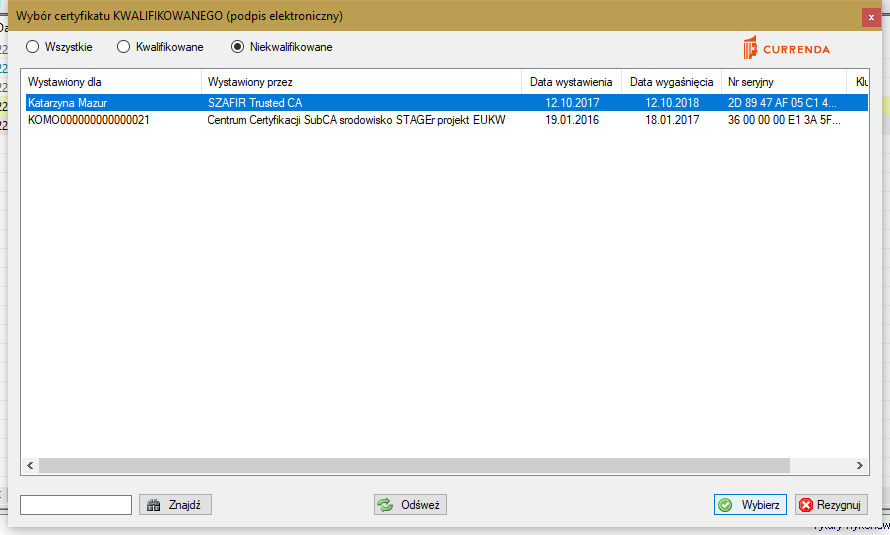 Wybór certyfikatu KWALIFIKOWANEGO (podpis elektroniczny)
Wszystkie Kwalifikowane Niekwalifikowane
CURRENDA
Wystawiony dla Wystawiony przez Data wystawienia Data wygaśnięcia Nr seryjny Klu
Katarzyna Mazur SZAFIR Trusted CA 12.10.2017 12.10.2018 2D 89 47 AF 05 C1 4...
KOMO000000000000021 Centrum Certyfikacji SubCA srodowisko STAGEr projekt EUKW 19.01.2016 18.01.2017 36 00 00 00 E1 3A 5F...
Znajdź Odśwież Wybierz Rezygnuj